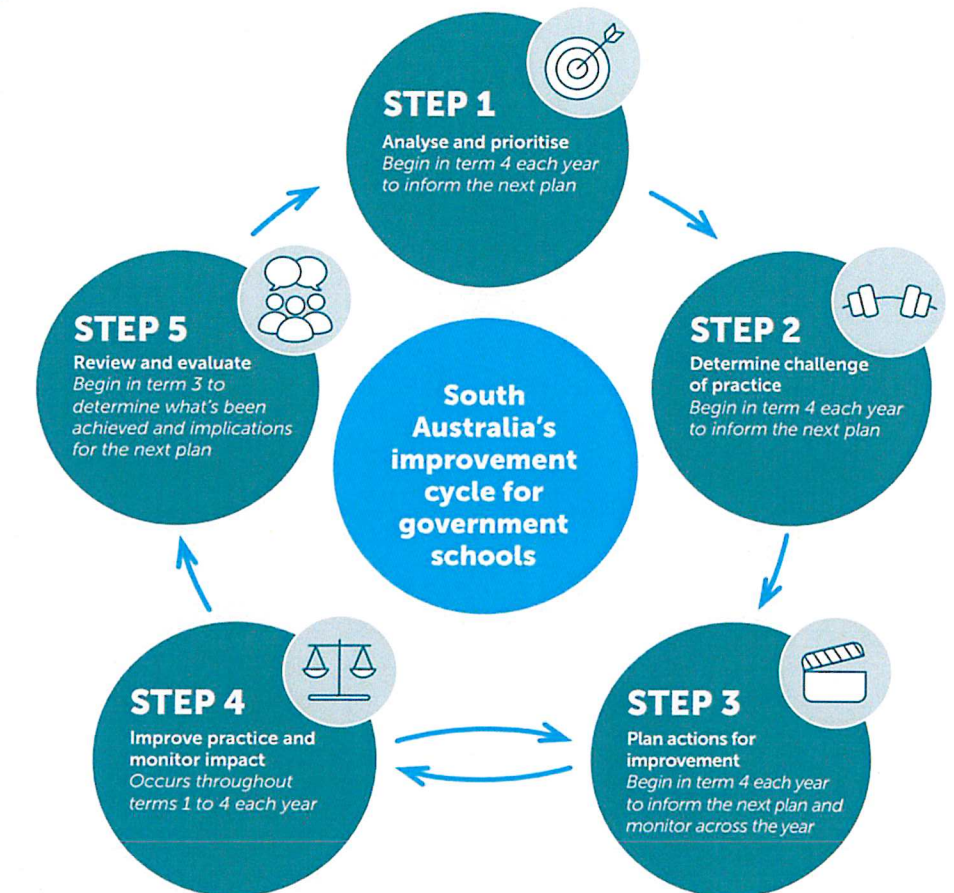 STEP 1
Analyse and prioritise
Begin in term 4 each year
to inform the next plan
STEP 2
Determine challenge
of practice
Begin in term 4 each year
to inform the next plan
STEP 3
Plan actions for
improvement
Begin in term 4 each year
to inform the next plan and
monitor across the year
STEP 4
Improve practice and
monitor impact
Occurs throughout
terms 1 to 4 each year
STEP 5
Review and evaluate
Begin in term 3 to
determine what's been
achieved and implications
for the next plan
South
Australia's
improvement
cycle for
government
schools